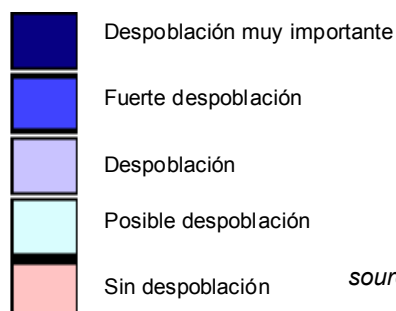 Despoblación muy importante
Fuerte despoblación
Despoblación
Posible despoblación
Sin despoblación
sour